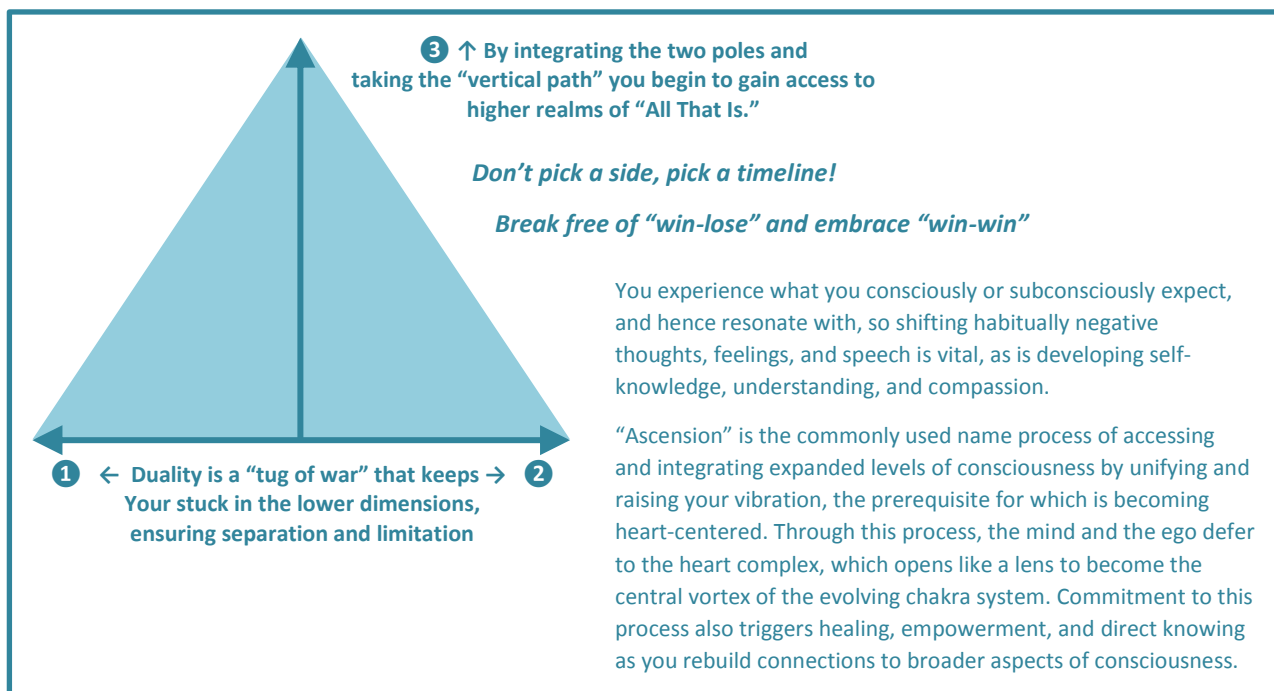 ❸ ↑ By integrating the two poles and
taking the “vertical path” you begin to gain access to
higher realms of “All That Is.”
Don’t pick a side, pick a timeline!
Break free of “win-lose” and embrace “win-win”
You experience what you consciously or subconsciously expect,
and hence resonate with, so shifting habitually negative
thoughts, feelings, and speech is vital, as is developing self-
knowledge, understanding, and compassion.
“Ascension” is the commonly used name process of accessing
and integrating expanded levels of consciousness by unifying and
raising your vibration, the prerequisite for which is becoming
heart-centered. Through this process, the mind and the ego defer
to the heart complex, which opens like a lens to become the
central vortex of the evolving chakra system. Commitment to this
process also triggers healing, empowerment, and direct knowing
as you rebuild connections to broader aspects of consciousness.
❶ ← Duality is a “tug of war” that keeps → ❷
Your stuck in the lower dimensions,
ensuring separation and limitation